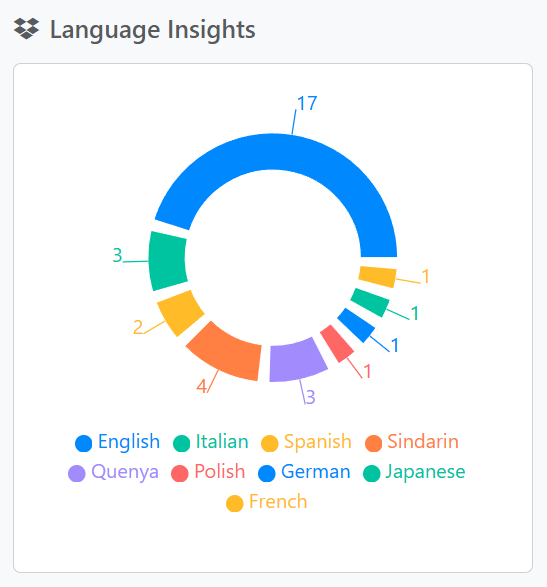 Language Insights
17
3
1
1
2
1
1
4
3
English Italian Spanish Sindarin
Quenya Polish German Japanese
French